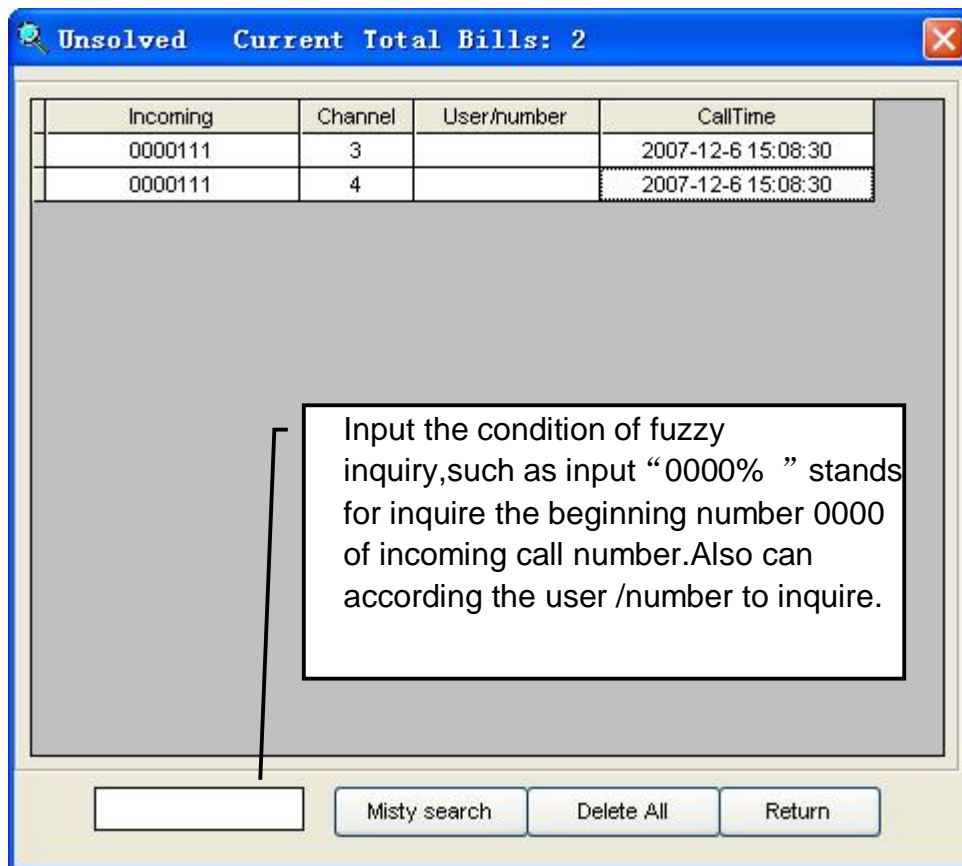 Unsolved Current Total Bills: 2
Incoming Channel User/number CallTime
0000111 3 2007-12-6 15:08:30
0000111 4 2007-12-6 15:08:30
Input the condition of fuzzy
inquiry,such as input “0000% ” stands
for inquire the beginning number 0000
of incoming call number.Also can
according the user /number to inquire.
Misty search Delete All Return